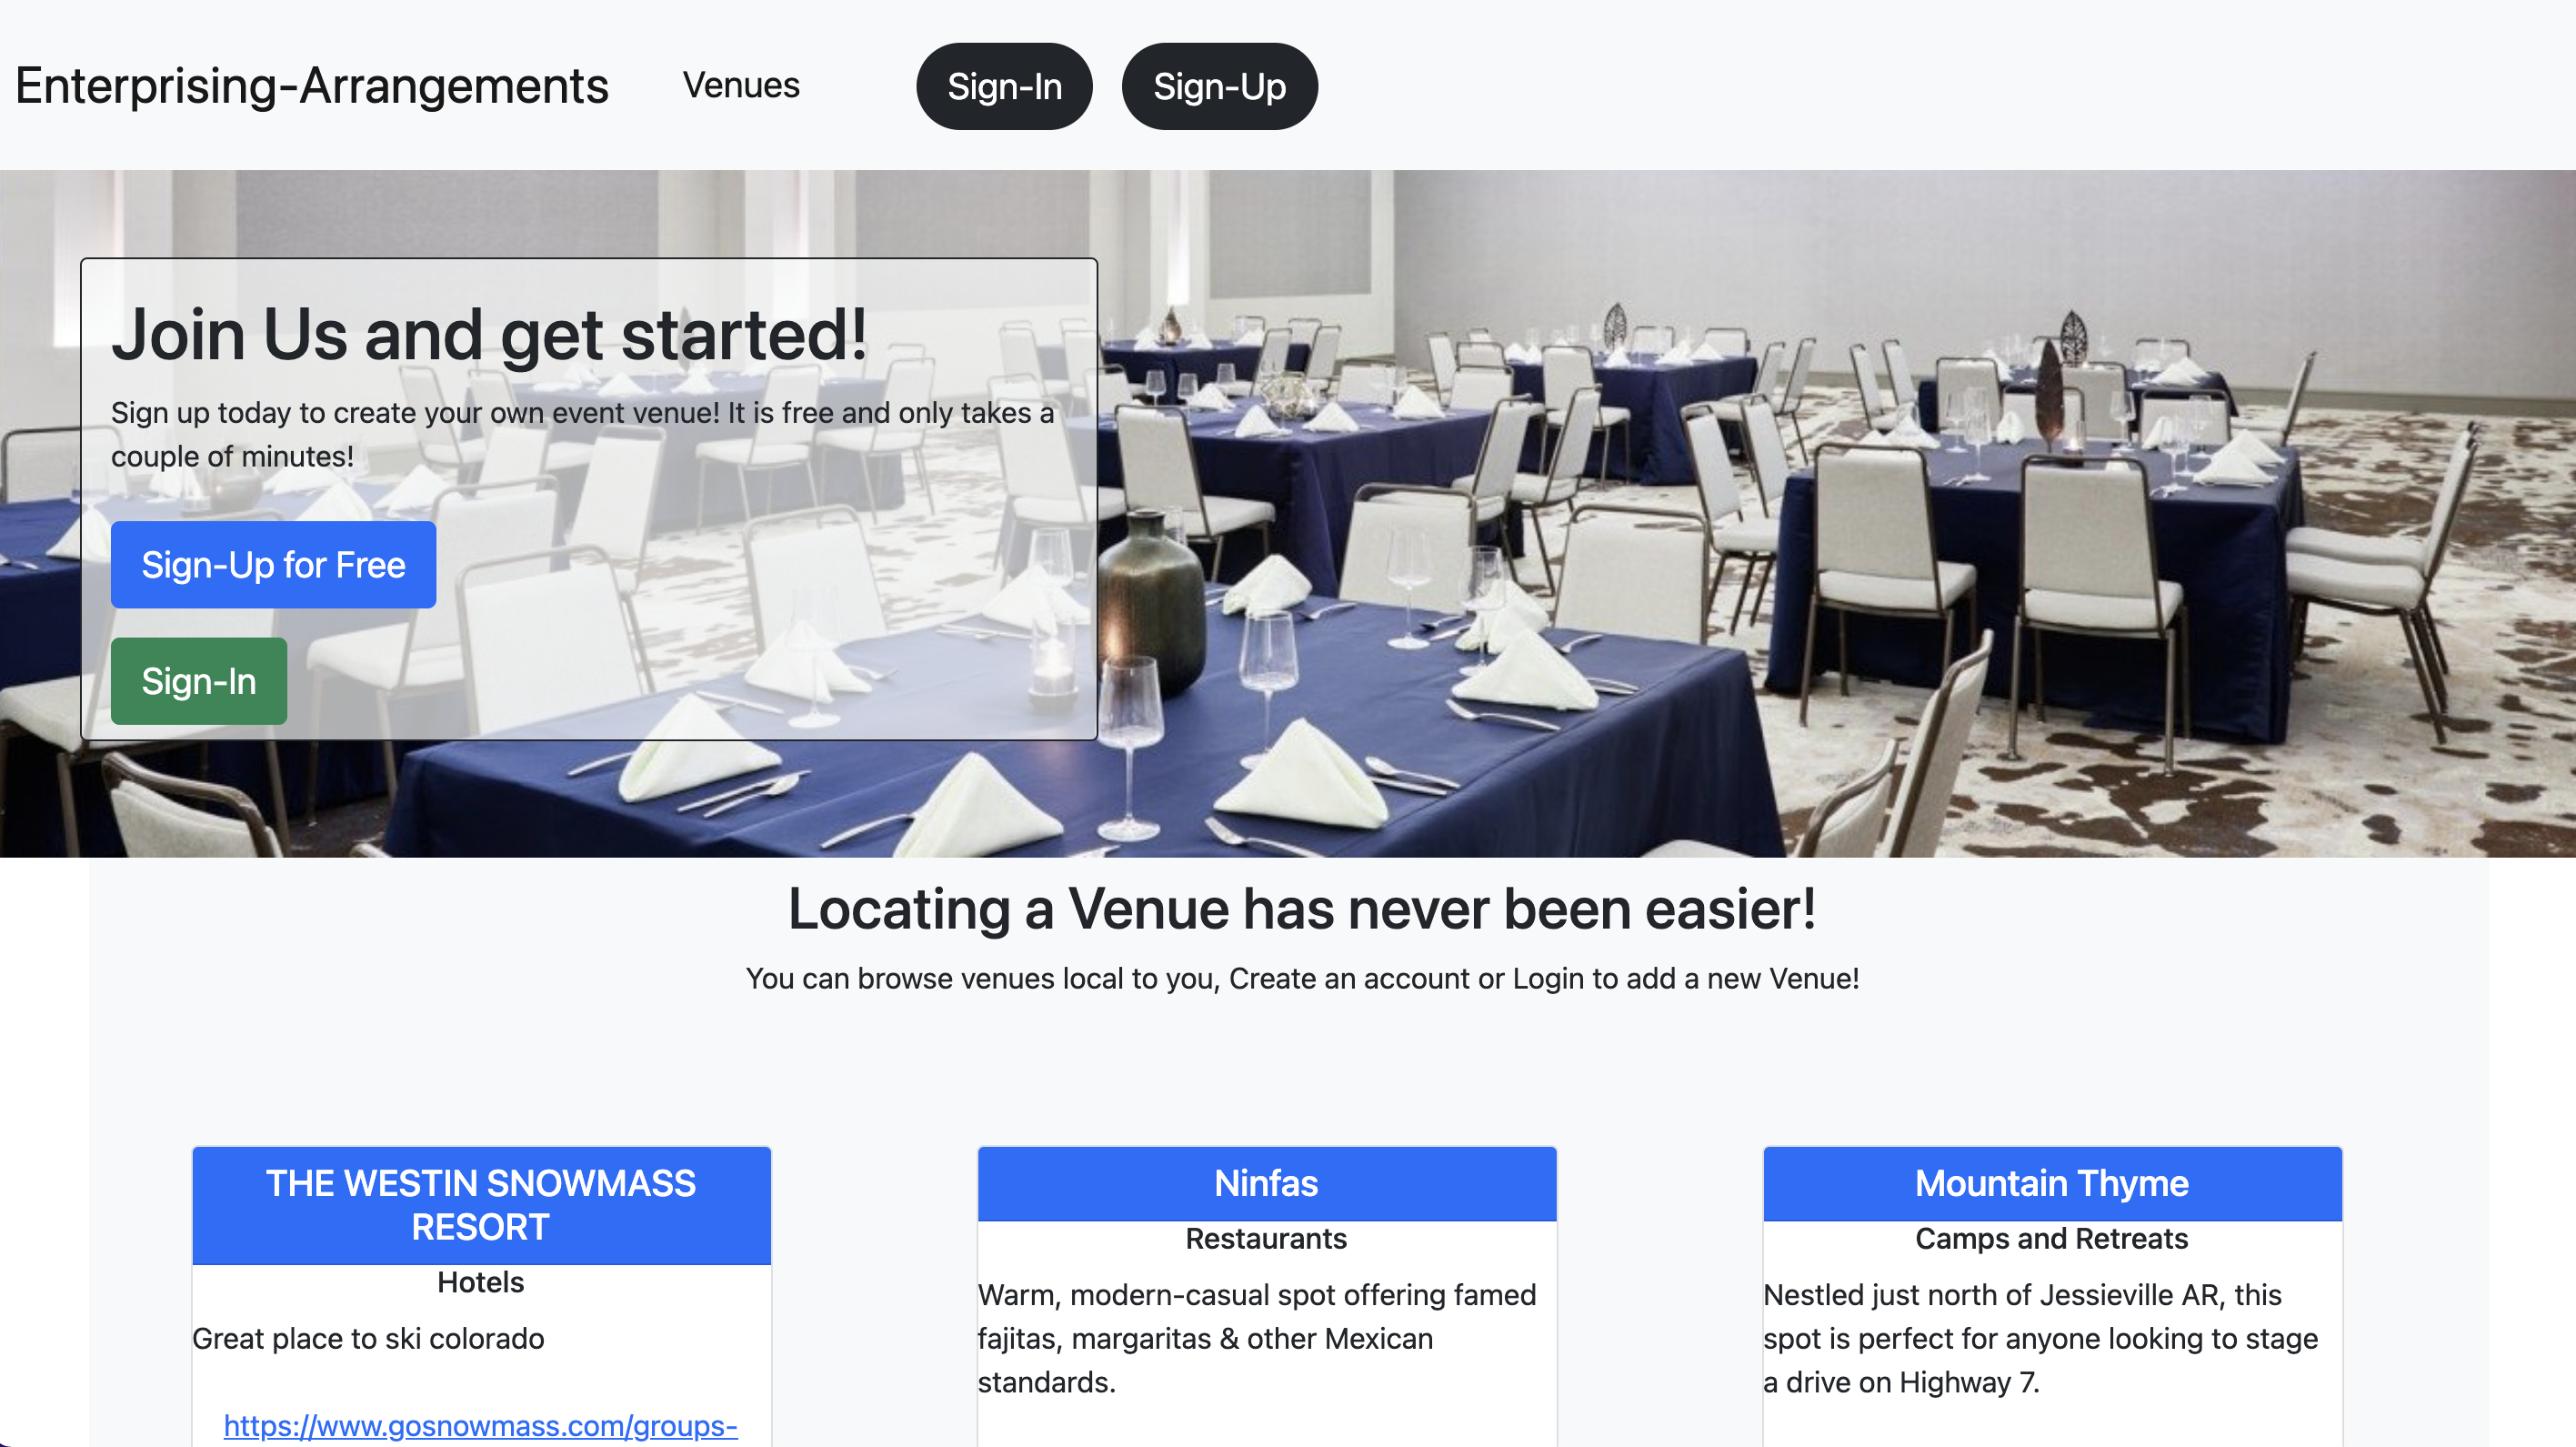 Enterprising-Arrangements
Venues
Sign-In
Sign-Up
Join Us and get started!
Sign up today to create your own event venue! It is free and only takes a
couple of minutes!
Sign-Up for Free
Sign-In
Locating a Venue has never been easier!
You can browse venues local to you, Create an account or Login to add a new Venue!
THE WESTIN SNOWMASS
RESORT
Hotels
Great place to ski colorado
https://www.gosnowmass.com/groups-
Ninfas
Restaurants
Warm, modern-casual spot offering famed
fajitas, margaritas & other Mexican
standards.
Mountain Thyme
Camps and Retreats
Nestled just north of Jessieville AR, this
spot is perfect for anyone looking to stage
a drive on Highway 7.